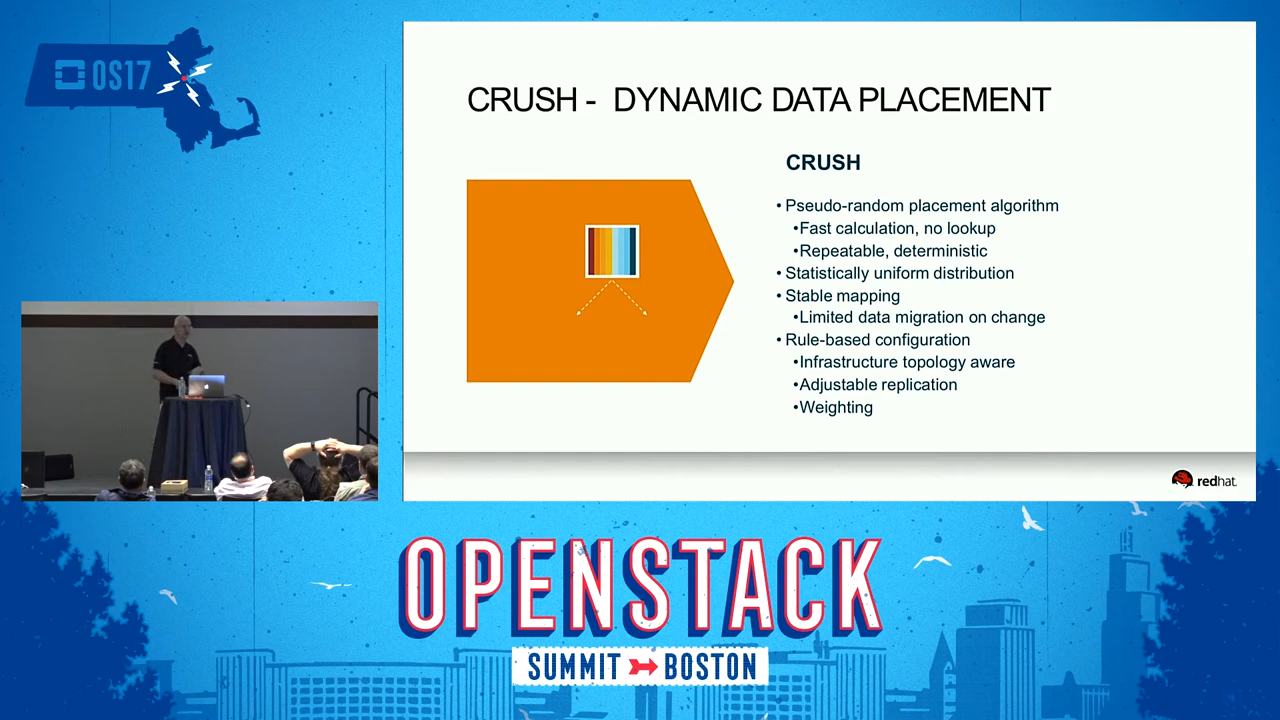 OS17
CRUSH - DYNAMIC DATA PLACEMENT
CRUSH
• Pseudo-random placement algorithm
•Fast calculation, no lookup
•Repeatable, deterministic
• Statistically uniform distribution
• Stable mapping
•Limited data migration on change
• Rule-based configuration
•Infrastructure topology aware
•Adjustable replication
•Weighting
redhat.
OPENSTACK
SUMMIT BOSTON